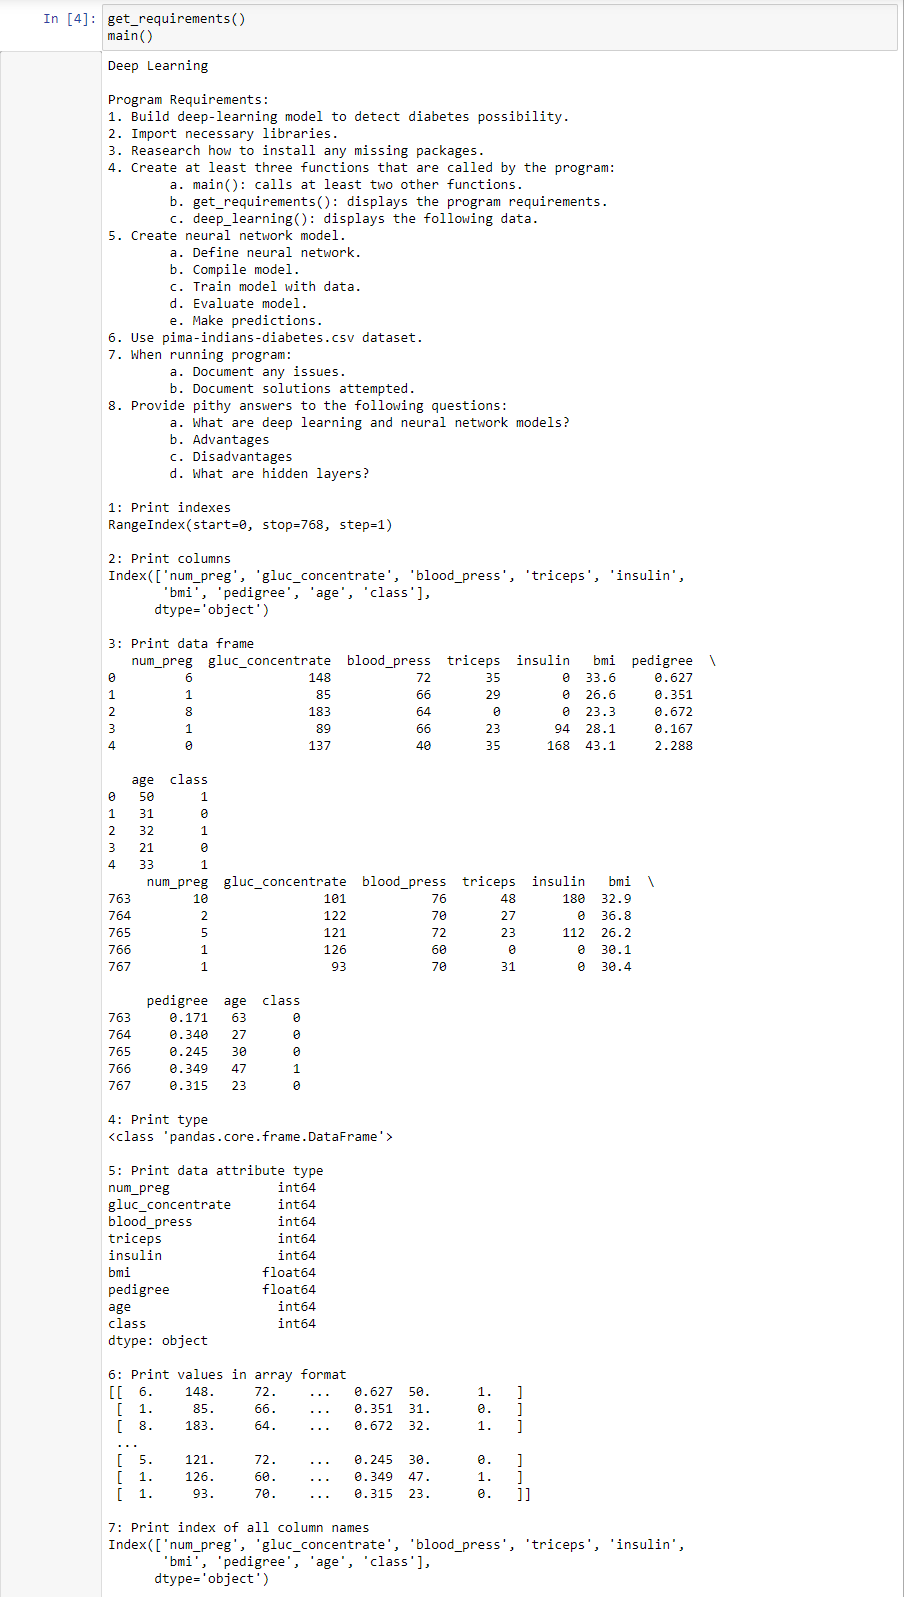 In [4]: get_requirements()
main()
Deep Learning
Program Requirements:
1. Build deep-learning model to detect diabetes possibility.
2. Import necessary libraries.
3. Reasearch how to install any missing packages.
4. Create at least three functions that are called by the program:
a. main(): calls at least two other functions.
b. get_requirements(): displays the program requirements.
c. deep_learning(): displays the following data.
5. Create neural network model.
a. Define neural network.
b. Compile model.
c. Train model with data.
d. Evaluate model.
e. Make predictions.
6. Use pima-indians-diabetes.csv dataset.
7. When running program:
a. Document any issues.
b. Document solutions attempted.
8. Provide pithy answers to the following questions:
a. What are deep learning and neural network models?
b. Advantages
c. Disadvantages
d. What are hidden layers?
1: Print indexes
RangeIndex(start=0, stop=768, step=1)
2: Print columns
Index(['num_preg', 'gluc_concentrate', 'blood_press', 'triceps', 'insulin',
'bmi', 'pedigree', 'age', 'class'],
dtype='object')
3: Print data frame
num_preg gluc_concentrate blood_press triceps insulin bmi pedigree \
0 6 148 72 35 0 33.6 0.627
1 1 85 66 29 0 26.6 0.351
2 8 183 64 0 0 23.3 0.672
3 1 89 66 23 94 28.1 0.167
4 0 137 40 35 168 43.1 2.288
age class
0 50 1
1 31 0
2 32 1
3 21 0
4 33 1
num_preg gluc_concentrate blood_press triceps insulin bmi \
763 10 101 76 48 180 32.9
764 2 122 70 27 0 36.8
765 5 121 72 23 112 26.2
766 1 126 60 0 0 30.1
767 1 93 70 31 0 30.4
pedigree age class
763 0.171 63 0
764 0.340 27 0
765 0.245 30 0
766 0.349 47 1
767 0.315 23 0
4: Print type
<class 'pandas.core.frame.DataFrame'>
5: Print data attribute type
num_preg int64
gluc_concentrate int64
blood_press int64
triceps int64
insulin int64
bmi float64
pedigree float64
age int64
class int64
dtype: object
6: Print values in array format
[[ 6. 148. 72. ... 0.627 50. 1. ]
[ 1. 85. 66. ... 0.351 31. 0. ]
[ 8. 183. 64. ... 0.672 32. 1. ]
...
[ 5. 121. 72. ... 0.245 30. 0. ]
[ 1. 126. 60. ... 0.349 47. 1. ]
[ 1. 93. 70. ... 0.315 23. 0. ]]
7: Print index of all column names
Index(['num_preg', 'gluc_concentrate', 'blood_press', 'triceps', 'insulin',
'bmi', 'pedigree', 'age', 'class'],
dtype='object')